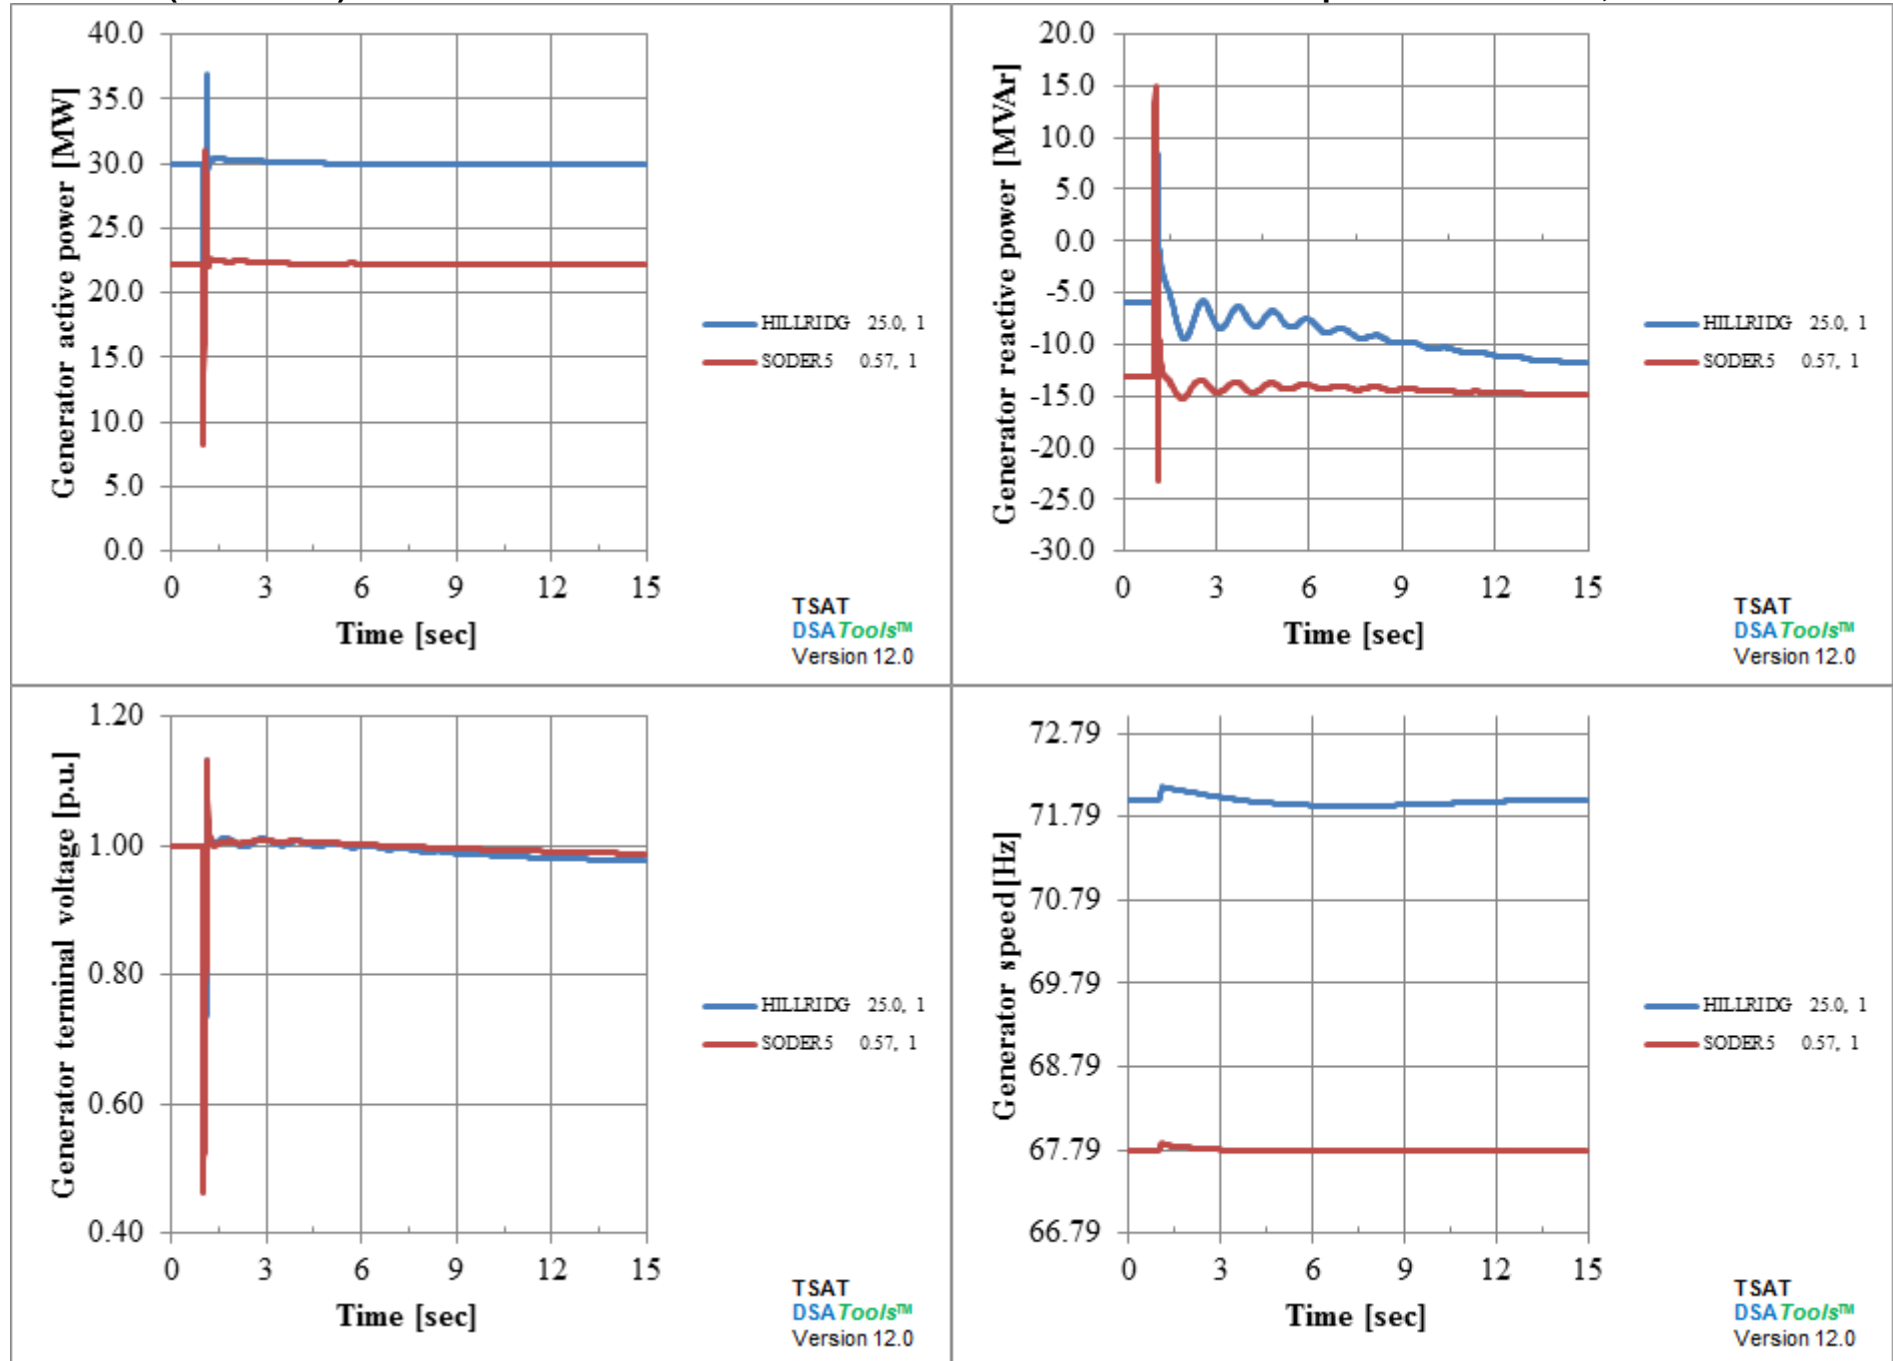 40.0
35.0
30.0
25.0
20.0
15.0
10.0
5.0
0.0
0 3 6 9 12 15
Generator active power [MW]
Time [sec]
HILLRIDG 25.0, 1
SODER5 0.57, 1
TSAT
DSATools™
Version 12.0
20.0
15.0
10.0
5.0
0.0
-5.0
-10.0
-15.0
-20.0
-25.0
-30.0
0 3 6 9 12 15
Generator reactive power [MVAr]
Time [sec]
HILLRIDG 25.0, 1
SODER5 0.57, 1
TSAT
DSATools™
Version 12.0
1.20
1.00
0.80
0.60
0.40
0 3 6 9 12 15
Generator terminal voltage [p.u.]
Time [sec]
HILLRIDG 25.0, 1
SODER5 0.57, 1
TSAT
DSATools™
Version 12.0
72.79
71.79
70.79
69.79
68.79
67.79
66.79
0 3 6 9 12 15
Generator speed[Hz]
Time [sec]
HILLRIDG 25.0, 1
SODER5 0.57, 1
TSAT
DSATools™
Version 12.0